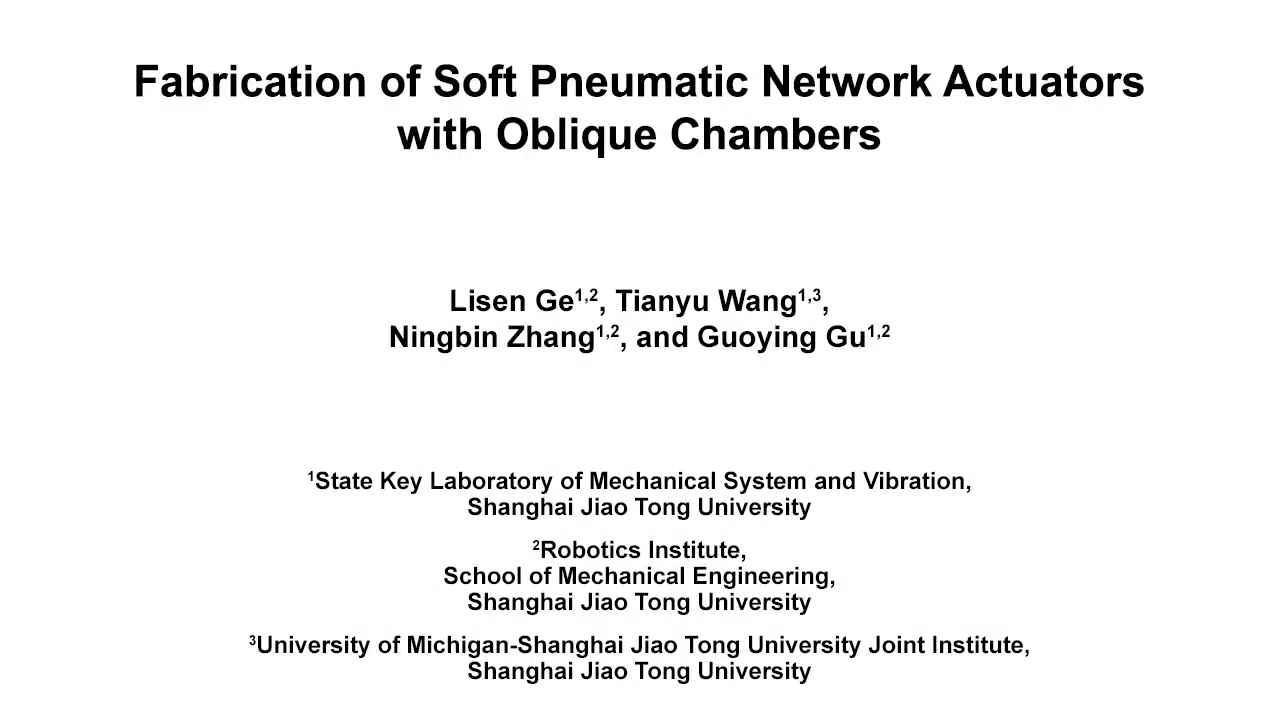 Fabrication of Soft Pneumatic Network Actuators
with Oblique Chambers
Lisen Ge1,2, Tianyu Wang1,3,
Ningbin Zhang1,2, and Guoying Gu1,2
1State Key Laboratory of Mechanical System and Vibration,
Shanghai Jiao Tong University
2Robotics Institute,
School of Mechanical Engineering,
Shanghai Jiao Tong University
3University of Michigan-Shanghai Jiao Tong University Joint Institute,
Shanghai Jiao Tong University